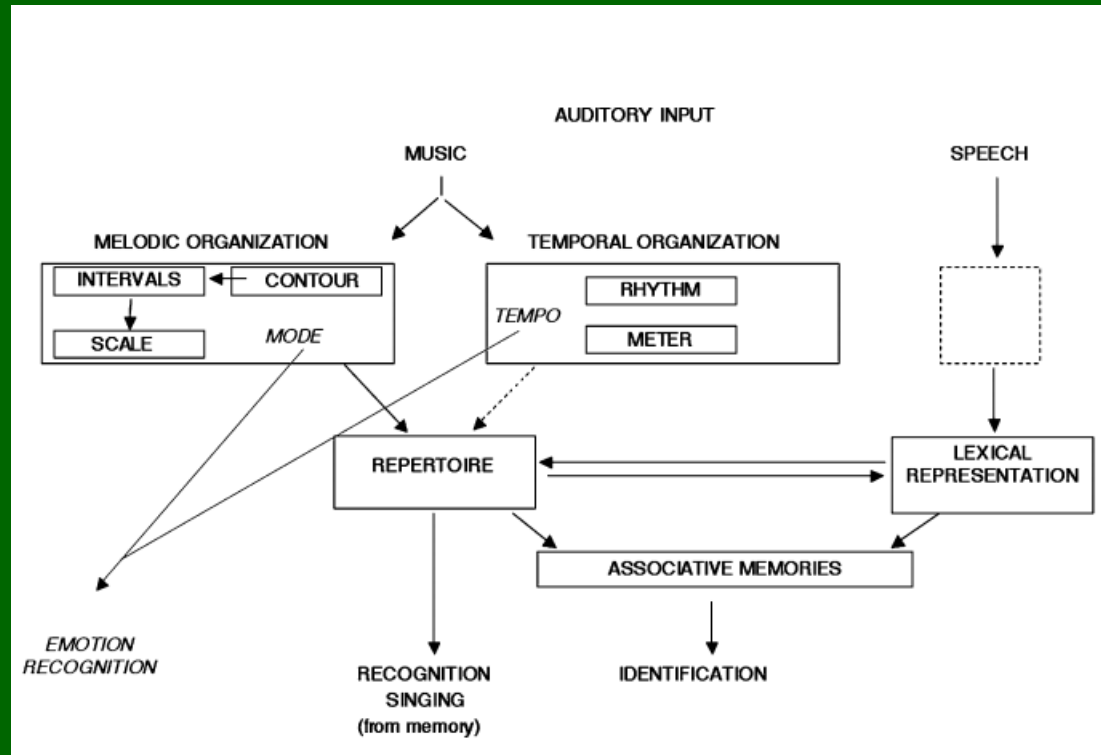 AUDITORY INPUT
MUSIC
SPEECH
MELODIC ORGANIZATION
TEMPORAL ORGANIZATION
INTERVALS
CONTOUR
RHYTHM
TEMPO
SCALE
MODE
METER
REPERTOIRE
LEXICAL
REPRESENTATION
ASSOCIATIVE MEMORIES
EMOTION
RECOGNITION
RECOGNITION
SINGING
(from memory)
IDENTIFICATION